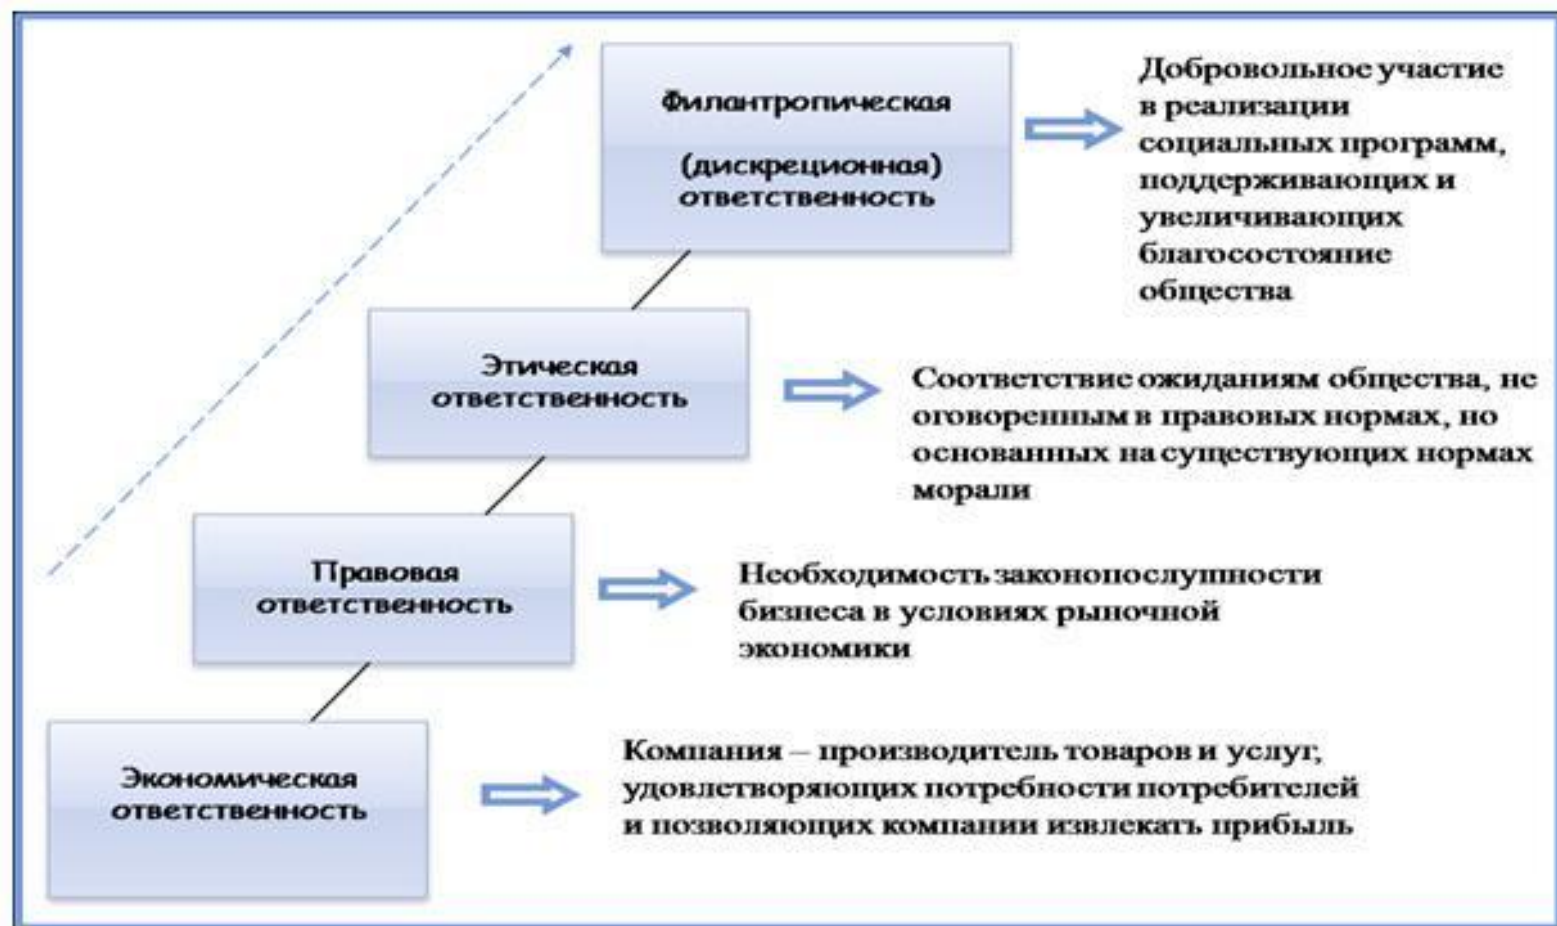 Филантропическая
(дискреционная)
ответственность
Добровольное участие
в реализации
социальных программ,
поддерживающих и
увеличивающих
благосостояние
общества
Этическая
ответственность
Соответствие ожиданиям общества, не
оговоренным в правовых нормах, но
основанных на существующих нормах
морали
Правовая
ответственность
Необходимость законопослушности
бизнеса в условиях рыночной
экономики
Экономическая
ответственность
Компания – производитель товаров и услуг,
удовлетворяющих потребности потребителей
и позволяющих компании извлекать прибыль